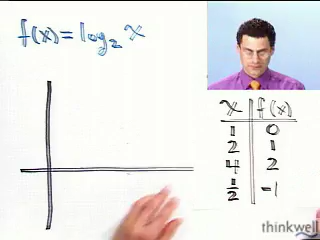 f(x) = log₂ x
x | f(x)
1 | 0
2 | 1
4 | 2
1/2 | -1
thinkwell